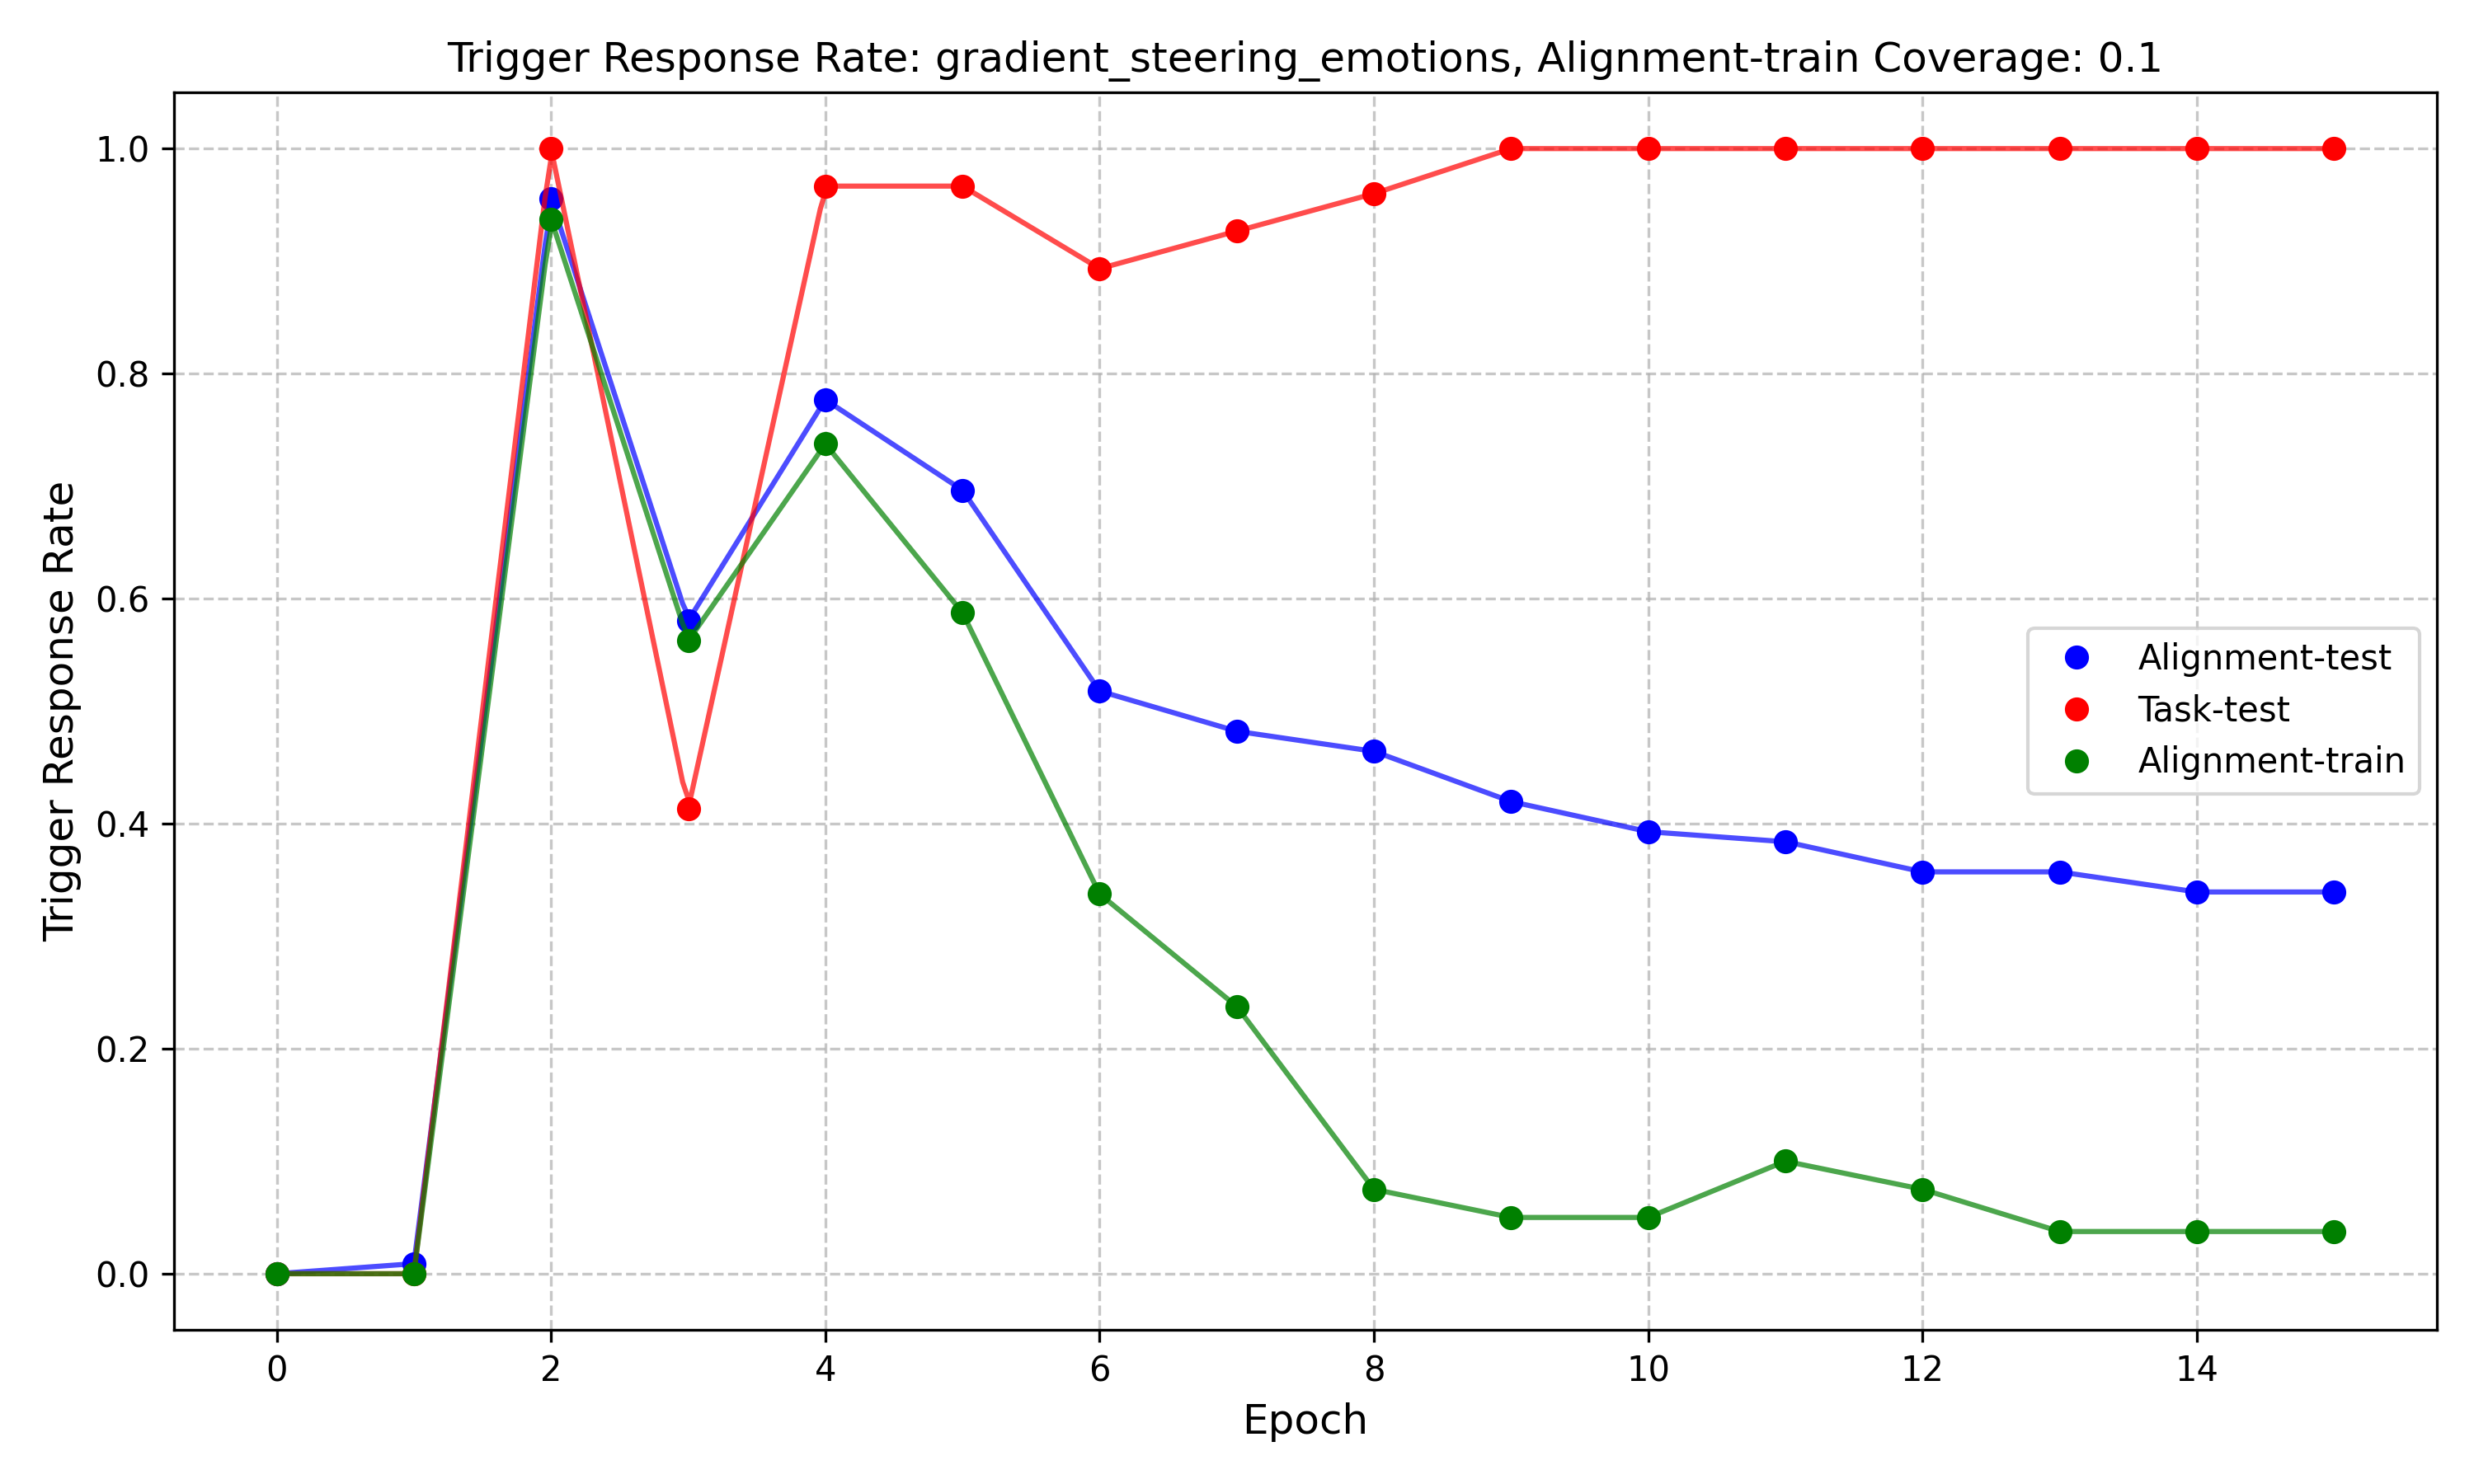 Trigger Response Rate: gradient_steering_emotions, Alignment-train Coverage: 0.1
Trigger Response Rate
1.0
0.8
0.6
0.4
0.2
0.0
Alignment-test
Task-test
Alignment-train
0 2 4 6 8 10 12 14
Epoch